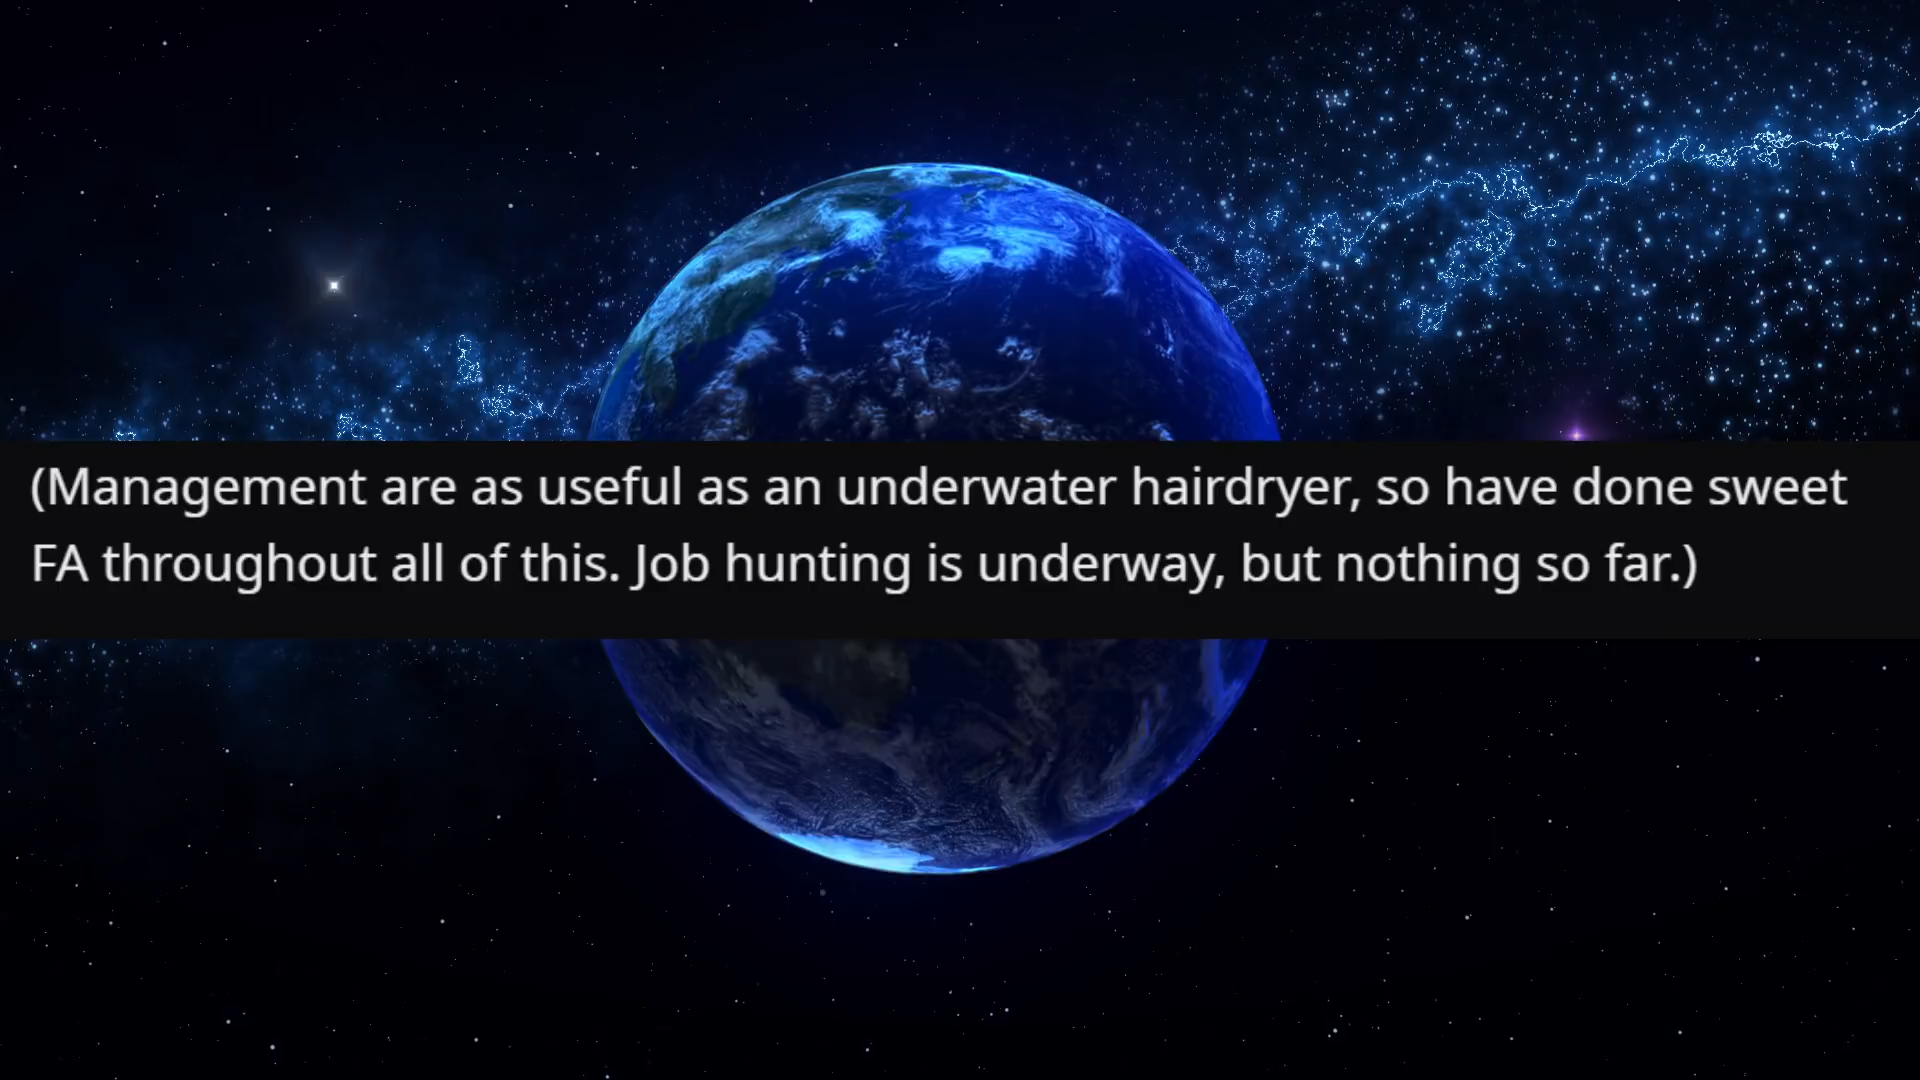 (Management are as useful as an underwater hairdryer, so have done sweet
FA throughout all of this. Job hunting is underway, but nothing so far.)